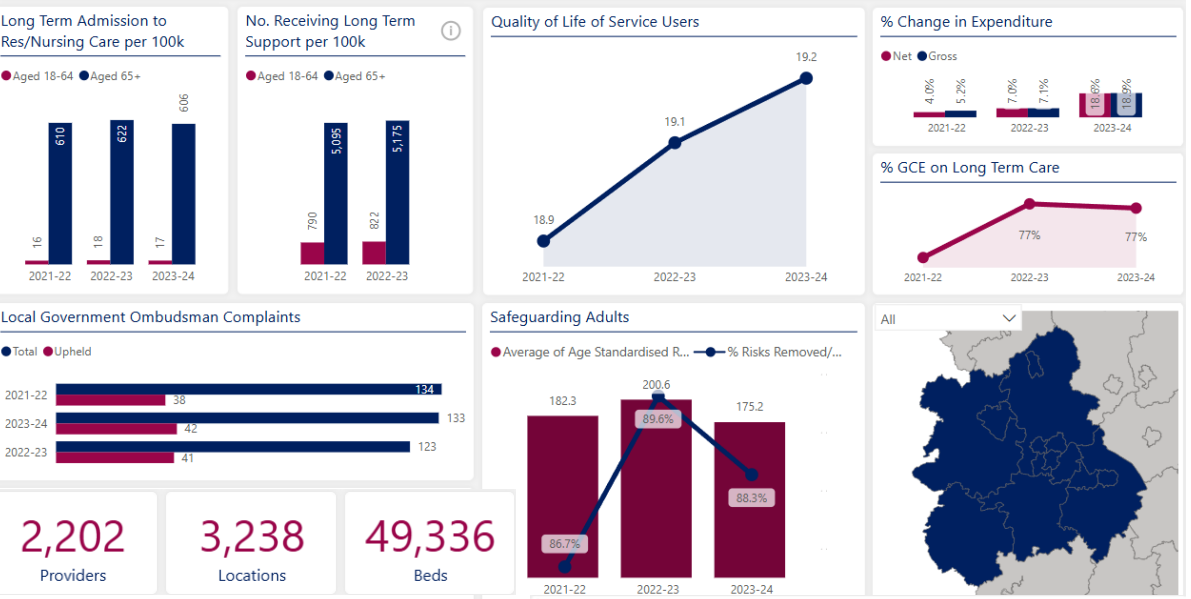 Long Term Admission to
Res/Nursing Care per 100k
Aged 18-64 Aged 65+
16 610 18 622 17 606
2021-22 2022-23 2023-24
No. Receiving Long Term
Support per 100k
Aged 18-64 Aged 65+
790 5,095 822 5,175
2021-22 2022-23
Quality of Life of Service Users
18.9 19.1 19.2
2021-22 2022-23 2023-24
% Change in Expenditure
Net Gross
4.0% 5.2% 7.0% 7.1% 18.6% 18.9%
2021-22 2022-23 2023-24
% GCE on Long Term Care
77% 77%
2021-22 2022-23 2023-24
Local Government Ombudsman Complaints
Total Upheld
2021-22 134
38
2023-24 133
42
2022-23 123
41
2,202
Providers
3,238
Locations
49,336
Beds
Safeguarding Adults
Average of Age Standardised R... % Risks Removed/...
182.3 200.6 175.2
86.7% 89.6% 88.3%
2021-22 2022-23 2023-24
All